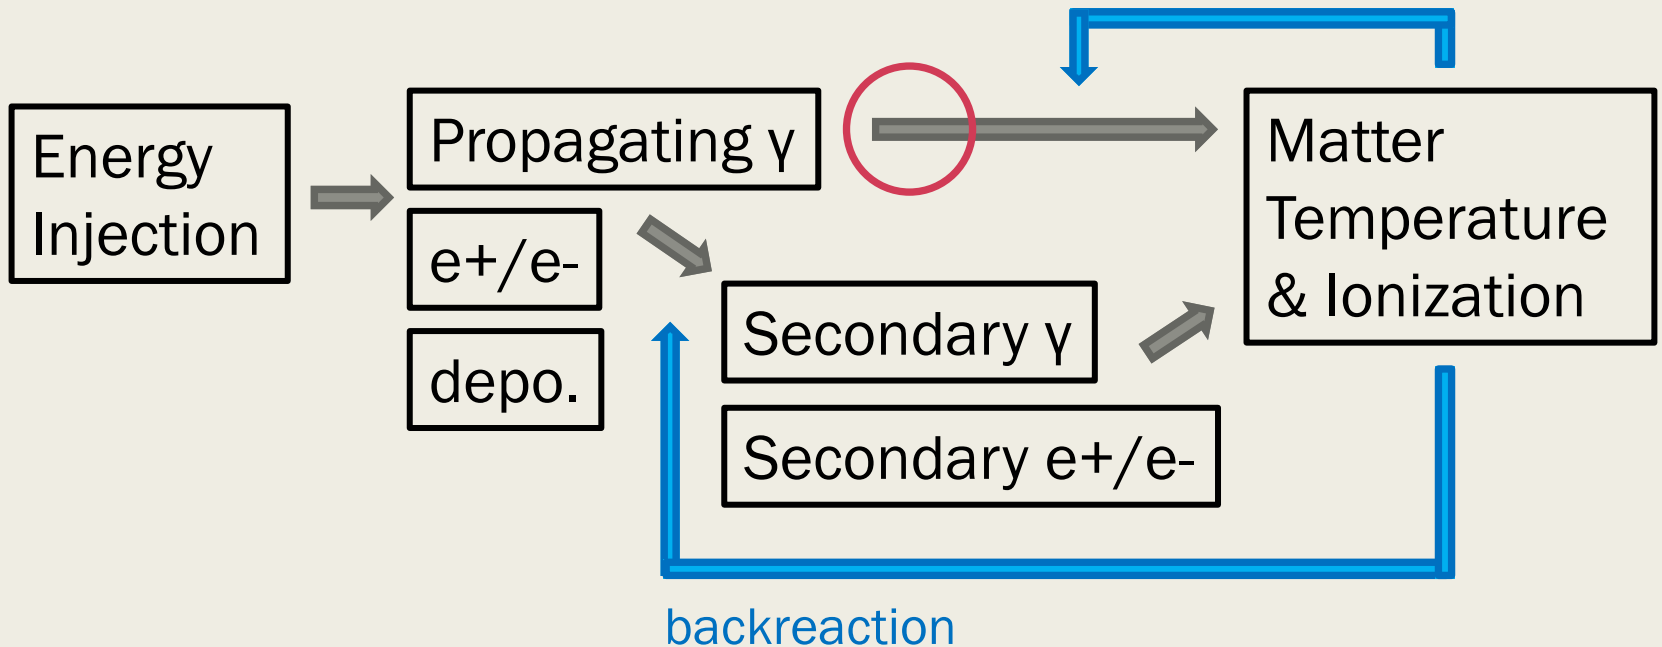 Energy
Injection
Propagating γ
e+/e-
depo.
Secondary γ
Secondary e+/e-
Matter
Temperature
& Ionization
backreaction